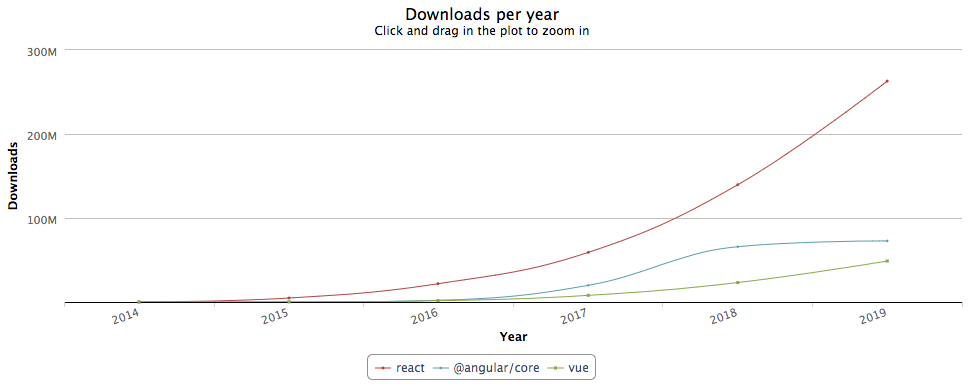 Downloads per year
Click and drag in the plot to zoom in
300M
200M
100M
Downloads
2014 2015 2016 2017 2018 2019
Year
react @angular/core vue